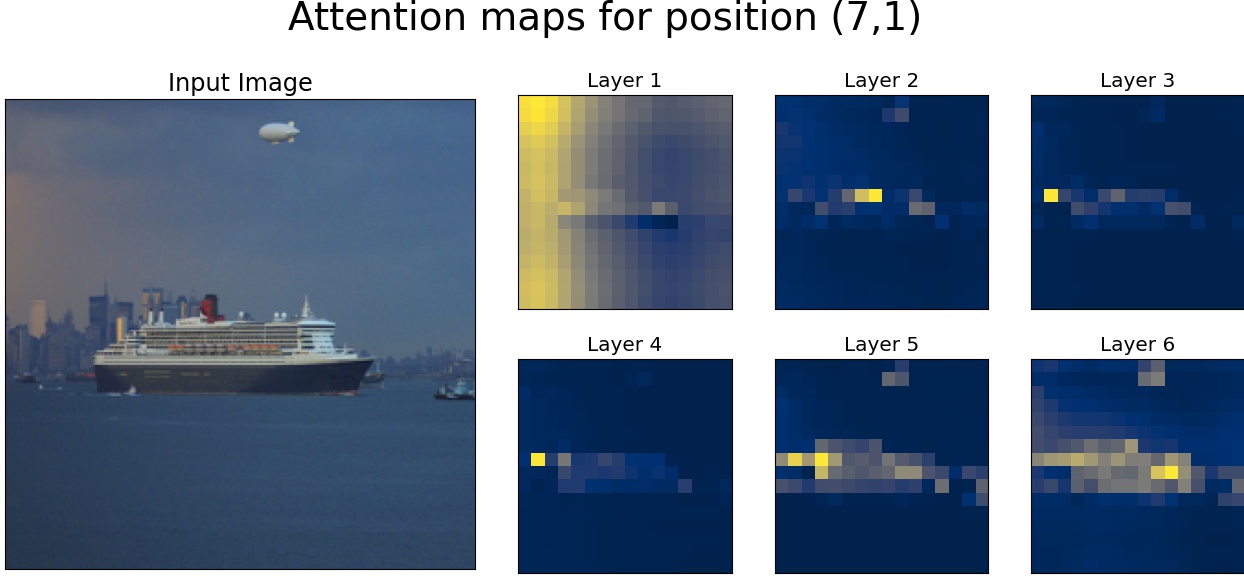 Attention maps for position (7,1)
Input Image
Layer 1
Layer 2
Layer 3
Layer 4
Layer 5
Layer 6